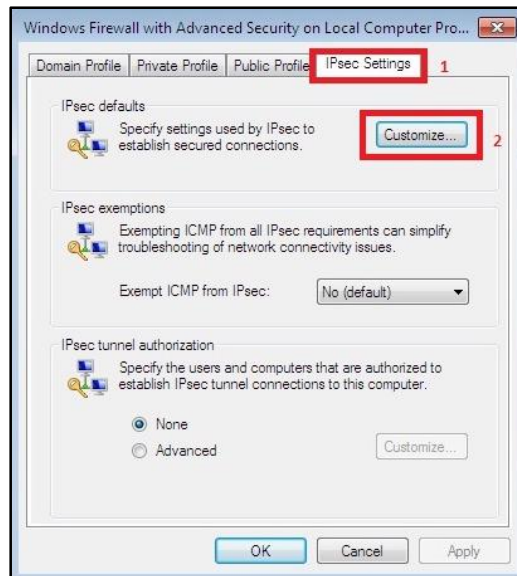 Windows Firewall with Advanced Security on Local Computer Pro...
Domain Profile Private Profile Public Profile IPsec Settings 1
IPsec defaults
Specify settings used by IPsec to
establish secured connections.
Customize... 2
IPsec exemptions
Exempting ICMP from all IPsec requirements can simplify
troubleshooting of network connectivity issues.
Exempt ICMP from IPsec: No (default)
IPsec tunnel authorization
Specify the users and computers that are authorized to
establish IPsec tunnel connections to this computer.
None
Advanced Customize...
OK Cancel Apply